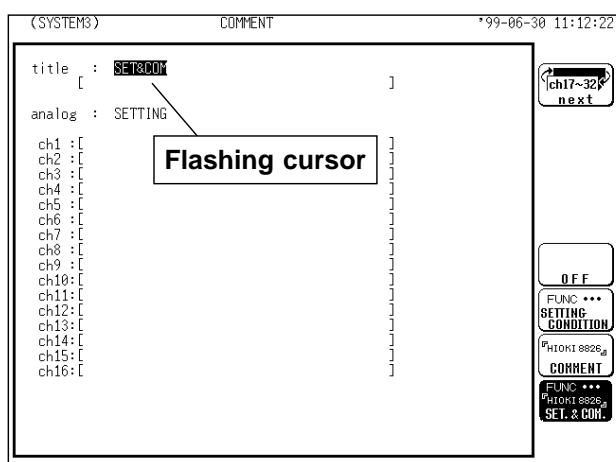 (SYSTEM3) COMMENT '99-06-30 11:12:22
title : SET&COM
[ ]
analog : SETTING
Flashing cursor
ch1 :[ ]
ch2 :[ ]
ch3 :[ ]
ch4 :[ ]
ch5 :[ ]
ch6 :[ ]
ch7 :[ ]
ch8 :[ ]
ch9 :[ ]
ch10:[ ]
ch11:[ ]
ch12:[ ]
ch13:[ ]
ch14:[ ]
ch15:[ ]
ch16:[ ]
ch17~32
next
OFF
FUNC •••
SETTING
CONDITION
『HIOKI 8826』
COMMENT
FUNC •••
『HIOKI 8826』
SET. & COM.